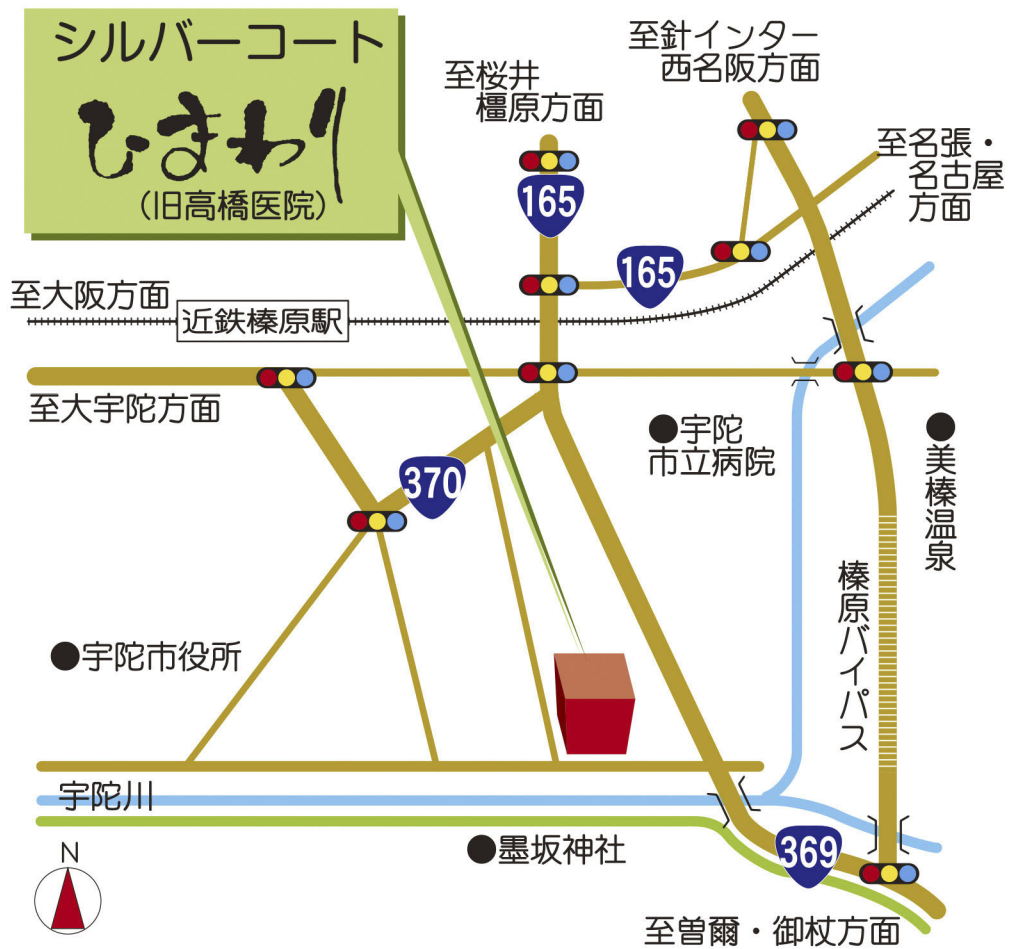 シルバーコート
ひまわり
(旧高橋医院)
至桜井
橿原方面
至針インター
西名阪方面
至名張・
名古屋
方面
165
165
至大阪方面
近鉄榛原駅
至大宇陀方面
宇陀
市立病院
美榛温泉
370
榛原バイパス
宇陀市役所
宇陀川
墨坂神社
369
N
至曽爾・御杖方面